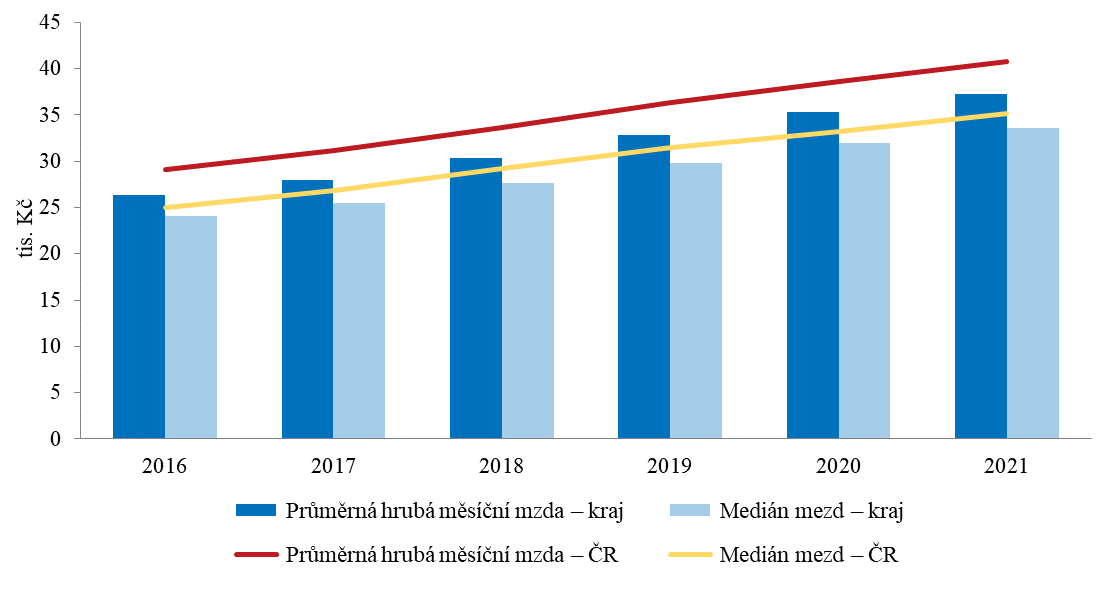 45
40
35
30
25
20
15
10
5
0
tis. Kč
2016 2017 2018 2019 2020 2021
Průměrná hrubá měsíční mzda – kraj Medián mezd – kraj
Průměrná hrubá měsíční mzda – ČR Medián mezd – ČR